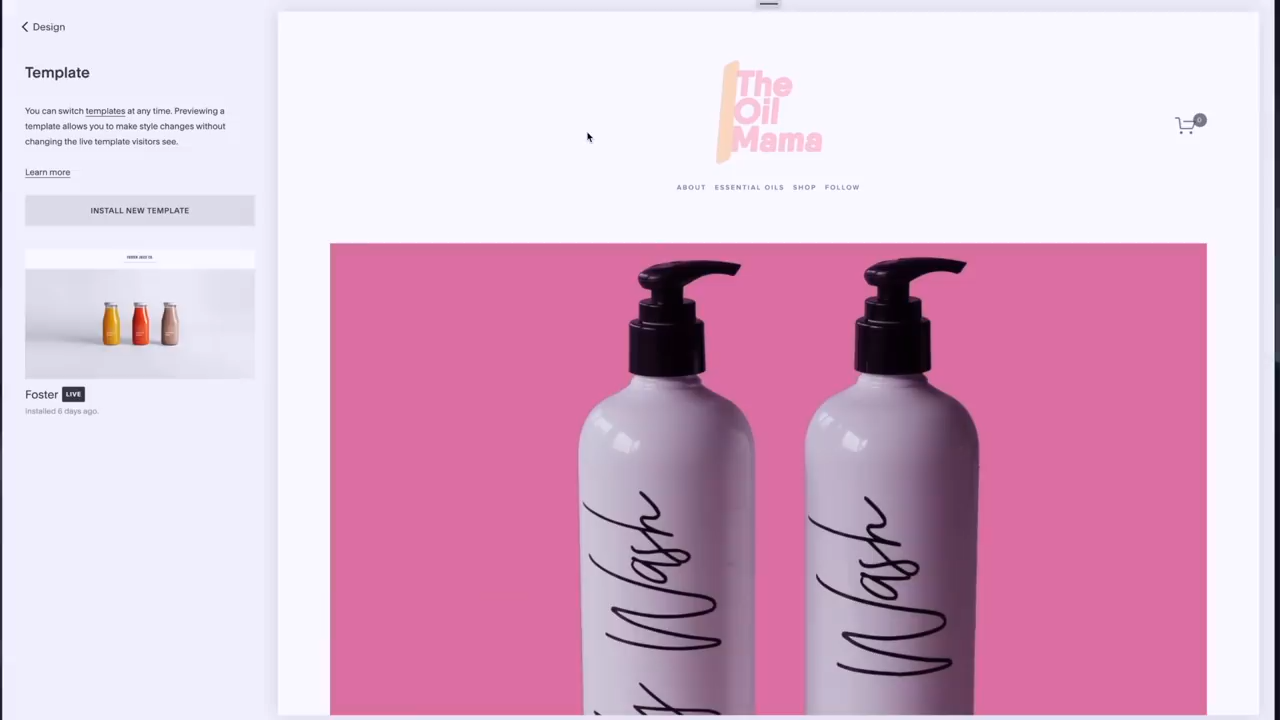 Design
Template
You can switch templates at any time. Previewing a
template allows you to make style changes without
changing the live template visitors see.
Learn more
INSTALL NEW TEMPLATE
Foster LIVE
Installed 6 days ago.
The
Oil
Mama
0
ABOUT ESSENTIAL OILS SHOP FOLLOW
Wash
Wash